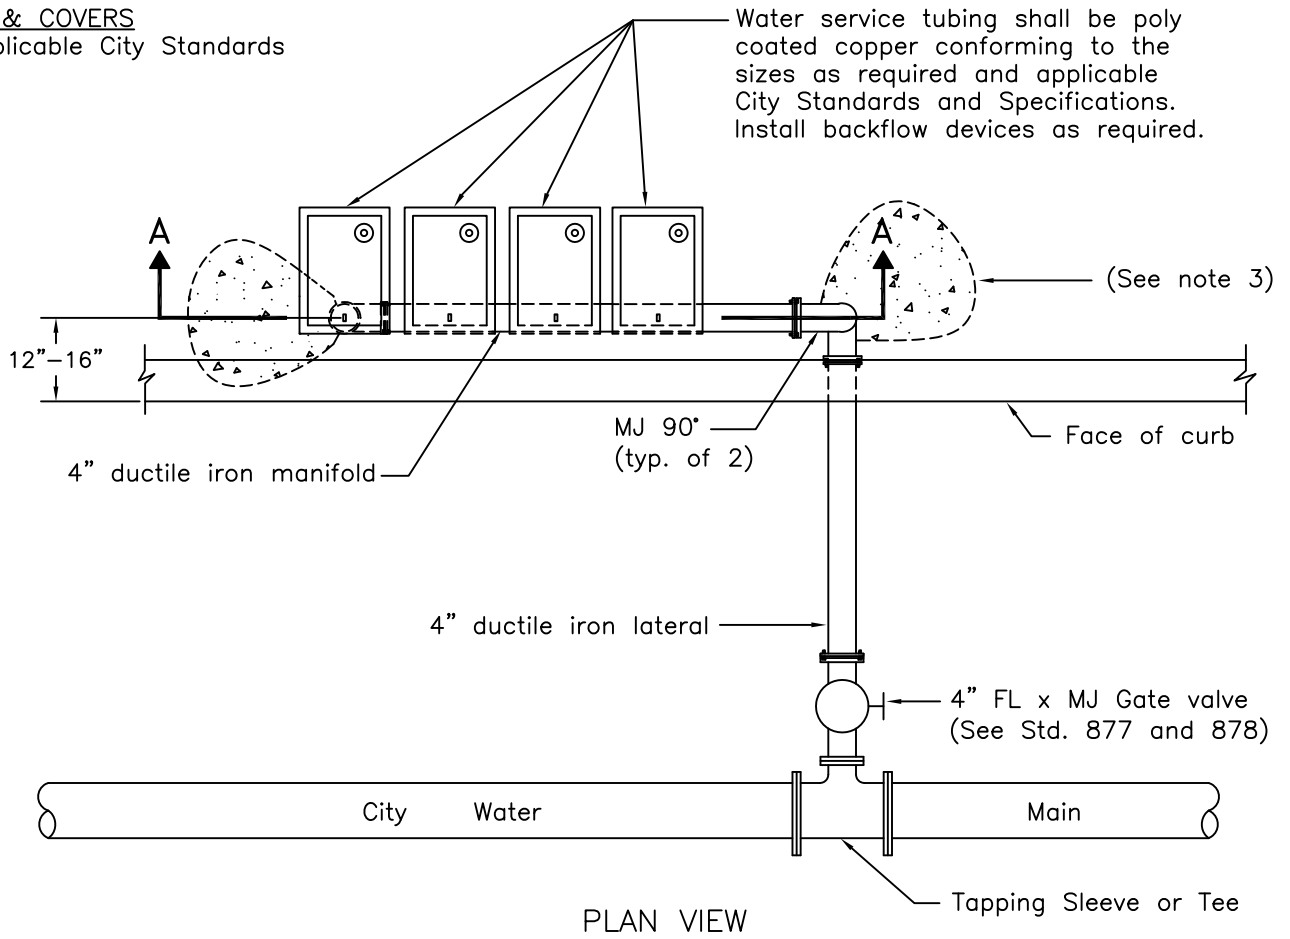 & COVERS
plicable City Standards
Water service tubing shall be poly
coated copper conforming to the
sizes as required and applicable
City Standards and Specifications.
Install backflow devices as required.
A
A
(See note 3)
12”-16”
MJ 90°
(typ. of 2)
Face of curb
4” ductile iron manifold
4” ductile iron lateral
4” FL x MJ Gate valve
(See Std. 877 and 878)
City Water Main
Tapping Sleeve or Tee
PLAN VIEW